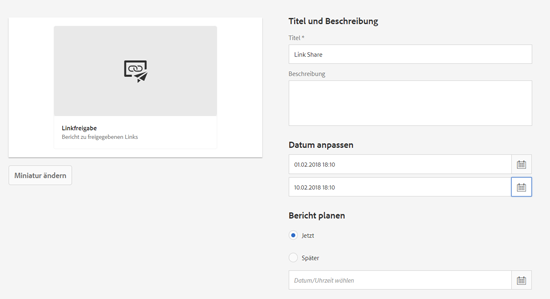 Linkfreigabe
Bericht zu freigegebenen Links
Miniatur ändern
Titel und Beschreibung
Titel *
Link Share
Beschreibung
Datum anpassen
01.02.2018 18:10
10.02.2018 18:10
Bericht planen
Jetzt
Später
Datum/Uhrzeit wählen